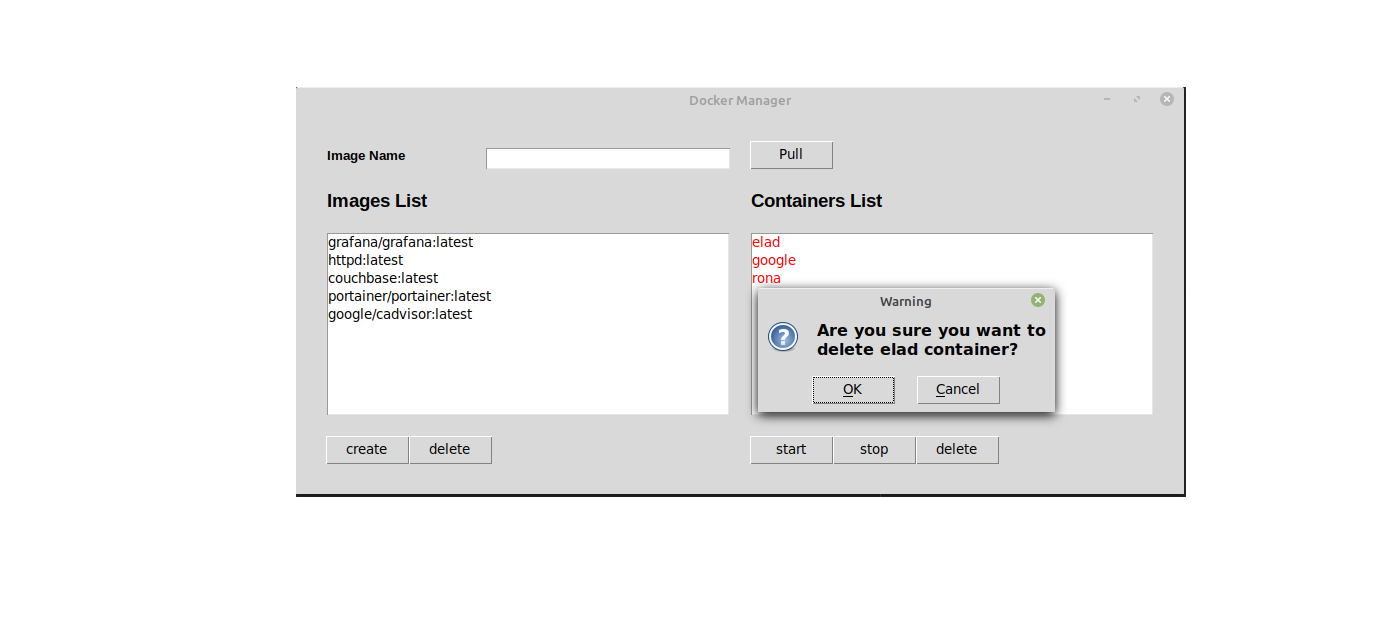 Docker Manager
Image Name
Pull
Images List
Containers List
grafana/grafana:latest
httpd:latest
couchbase:latest
portainer/portainer:latest
google/cadvisor:latest
elad
google
rona
Warning
Are you sure you want to
delete elad container?
OK
Cancel
create
delete
start
stop
delete